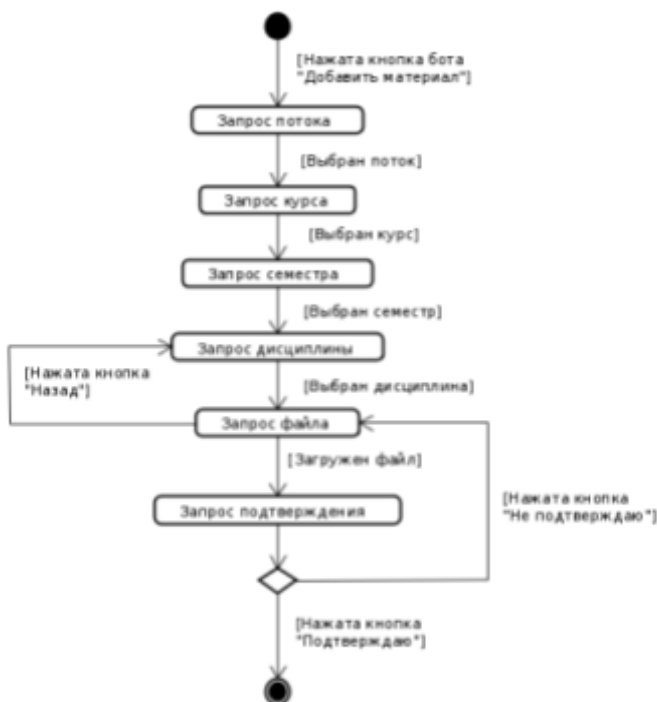 [Нажата кнопка бота
"Добавить материал"]
Запрос потока
[Выбран поток]
Запрос курса
[Выбран курс]
Запрос семестра
[Выбран семестр]
Запрос дисциплины
[Нажата кнопка
"Назад"]
[Выбран дисциплина]
Запрос файла
[Загружен файл]
Запрос подтверждения
[Нажата кнопка
"Не подтверждаю"]
[Нажата кнопка
"Подтверждаю"]